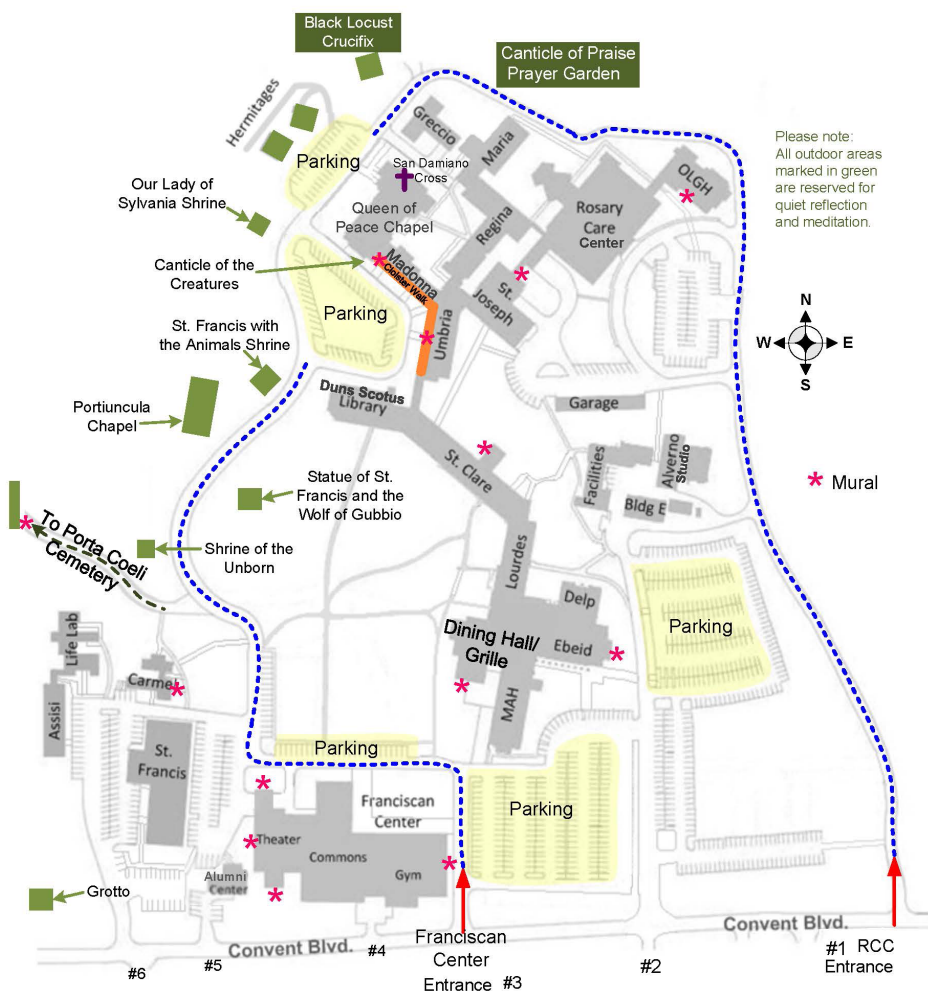 Black Locust
Crucifix
Canticle of Praise
Prayer Garden
Hermitages
Greccio
Maria
Please note:
All outdoor areas
marked in green
are reserved for
quiet reflection
and meditation.
Parking
San Damiano
Cross
OLGH
Our Lady of
Sylvania Shrine
Queen of
Peace Chapel
Regina
Rosary
Care
Center
Canticle of the
Creatures
Madonna
Cloister Walk
St.
Joseph
Parking
Umbria
N
W
E
S
St. Francis with
the Animals Shrine
Duns Scotus
Library
Garage
Portiuncula
Chapel
St. Clare
Facilities
Alverno
Studio
Mural
Statue of St.
Francis and the
Wolf of Gubbio
Bldg E
To Porta Coeli
Cemetery
Shrine of the
Unborn
Lourdes
Delp
Life Lab
Dining Hall/
Grille
Ebeid
Parking
Carmel
Assisi
MAH
St.
Francis
Parking
Parking
Franciscan
Center
Theater
Commons
Gym
Alumni
Center
Grotto
Convent Blvd.
Convent Blvd.
#6
#5
#4
Franciscan
Center
Entrance
#3
#2
#1
RCC
Entrance